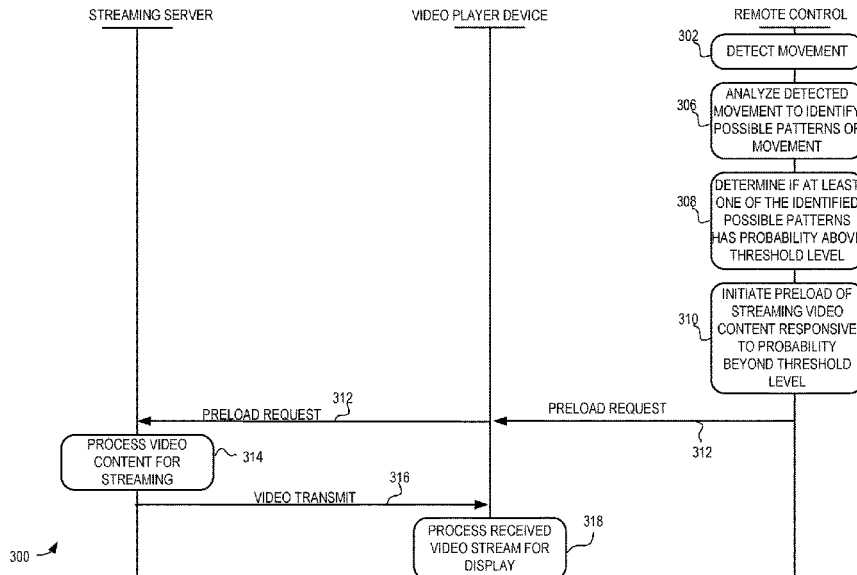 STREAMING SERVER
VIDEO PLAYER DEVICE
REMOTE CONTROL
302
DETECT MOVEMENT
306
ANALYZE DETECTED
MOVEMENT TO IDENTIFY
POSSIBLE PATTERNS OF
MOVEMENT
308
DETERMINE IF AT LEAST
ONE OF THE IDENTIFIED
POSSIBLE PATTERNS
HAS PROBABILITY ABOVE
THRESHOLD LEVEL
310
INITIATE PRELOAD OF
STREAMING VIDEO
CONTENT RESPONSIVE
TO PROBABILITY
BEYOND THRESHOLD
LEVEL
PRELOAD REQUEST
312
PRELOAD REQUEST
312
PROCESS VIDEO
CONTENT FOR
STREAMING
314
VIDEO TRANSMIT
316
PROCESS RECEIVED
VIDEO STREAM FOR
DISPLAY
318
300